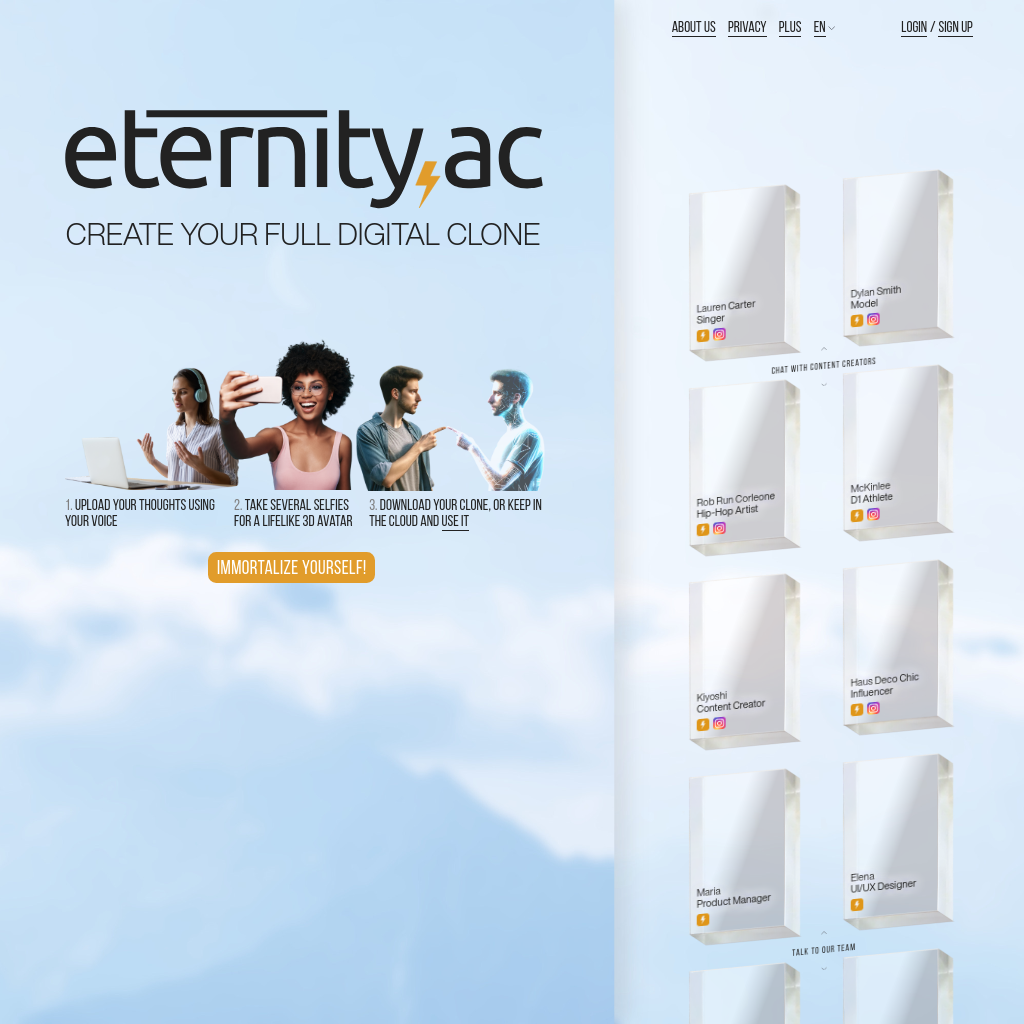 ABOUT US PRIVACY PLUS EN LOGIN / SIGN UP
eternity.ac
CREATE YOUR FULL DIGITAL CLONE
1. UPLOAD YOUR THOUGHTS USING
YOUR VOICE
2. TAKE SEVERAL SELFIES
FOR A LIFELIKE 3D AVATAR
3. DOWNLOAD YOUR CLONE, OR KEEP IN
THE CLOUD AND USE IT
IMMORTALIZE YOURSELF!
Lauren Carter
Singer
Dylan Smith
Model
CHAT WITH CONTENT CREATORS
Rob Run Corleone
Hip-Hop Artist
McKinlee
D1 Athlete
Kiyoshi
Content Creator
Haus Deco Chic
Influencer
Maria
Product Manager
Elena
UI/UX Designer
TALK TO OUR TEAM